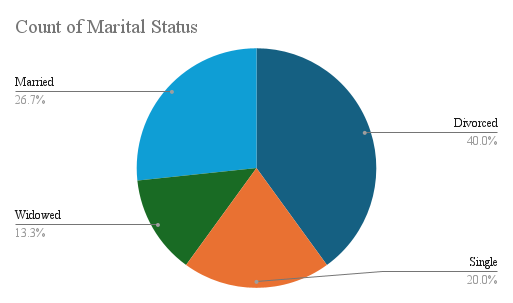 Count of Marital Status
Married
26.7%
Divorced
40.0%
Widowed
13.3%
Single
20.0%